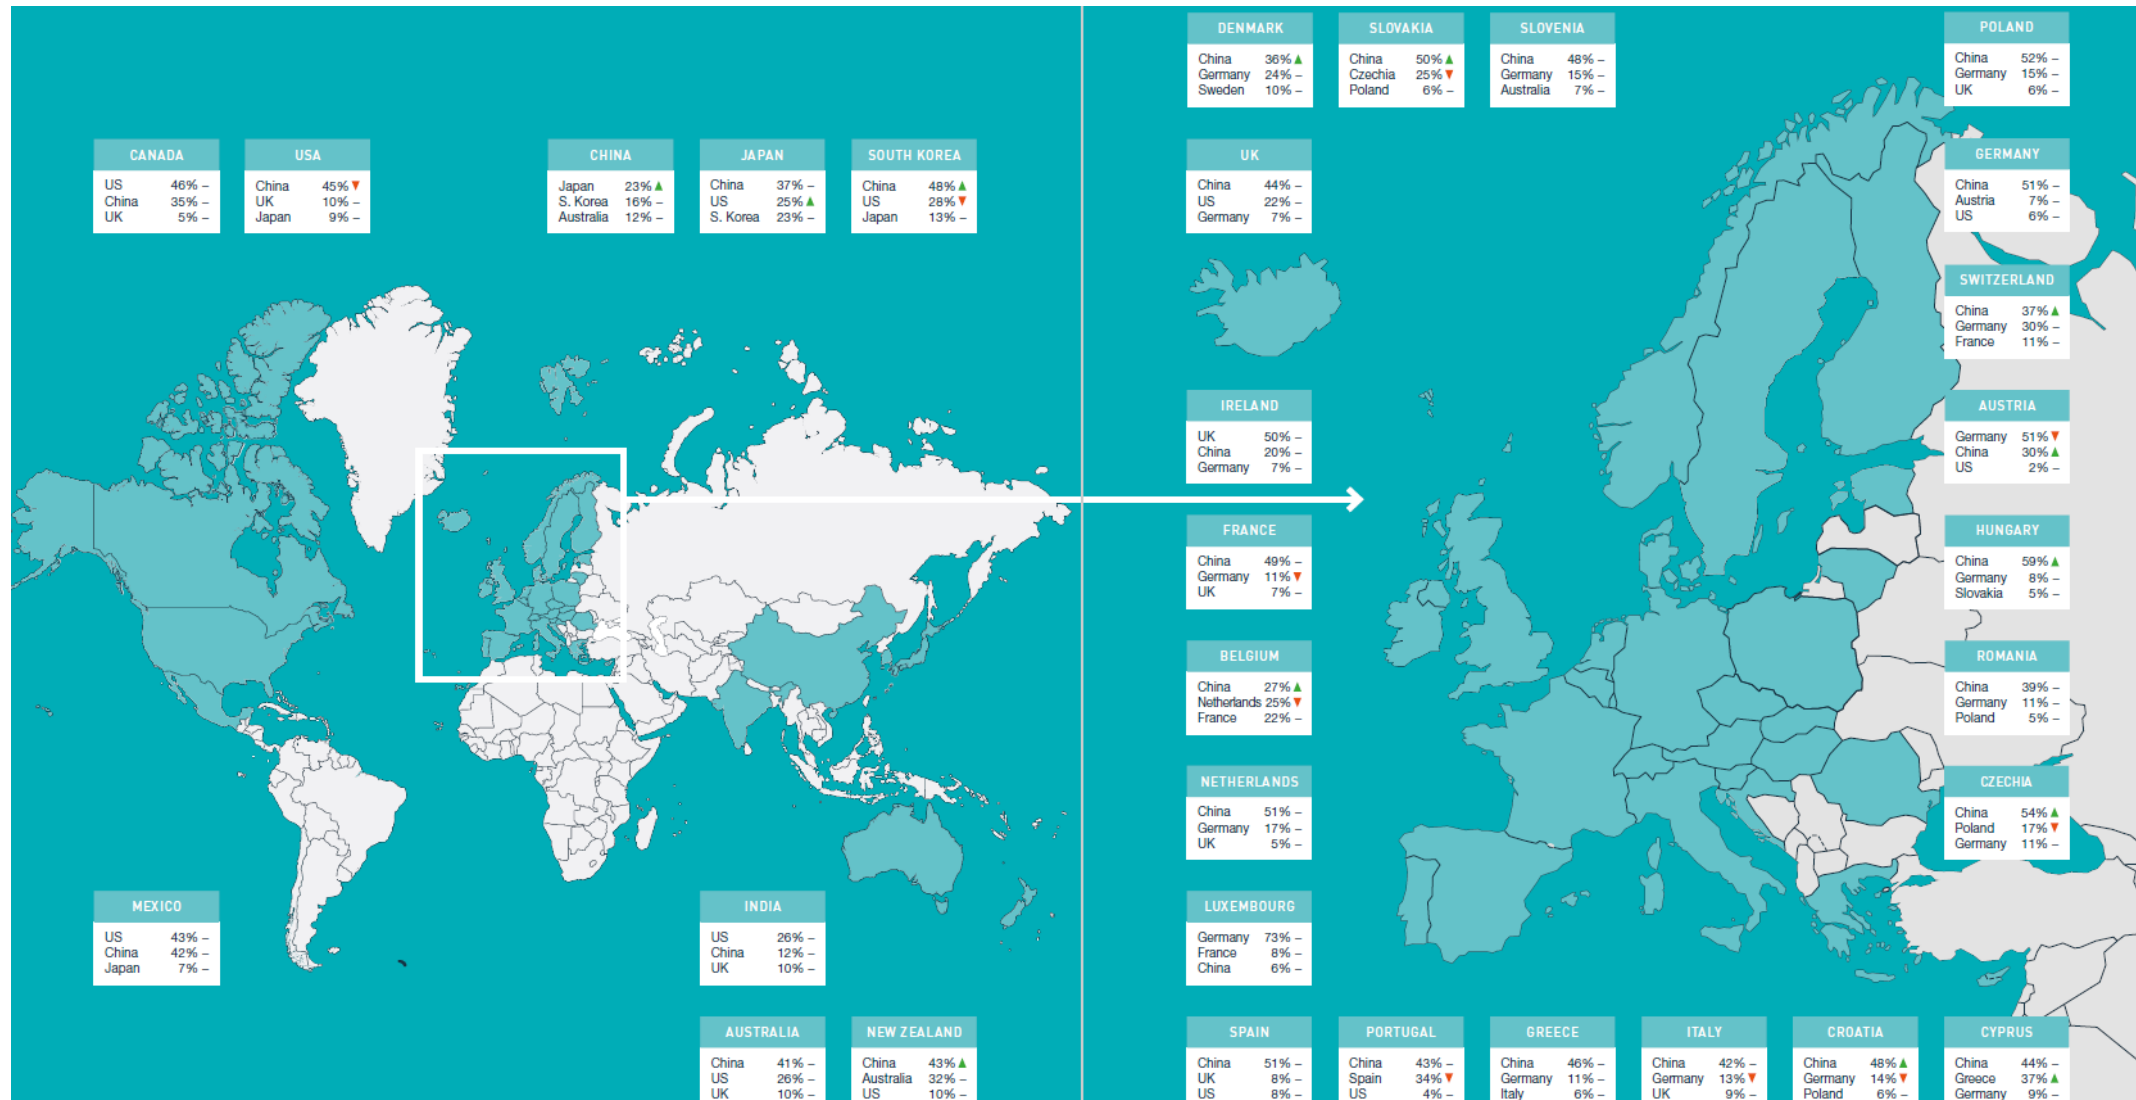 CANADA
US 46% –
China 35% –
UK 5% –
USA
China 45% ▼
UK 10% –
Japan 9% –
CHINA
Japan 23% ▲
S. Korea 16% –
Australia 12% –
JAPAN
China 37% –
US 25% ▲
S. Korea 23% –
SOUTH KOREA
China 48% ▲
US 28% ▼
Japan 13% –
MEXICO
US 43% –
China 42% –
Japan 7% –
INDIA
US 26% –
China 12% –
UK 10% –
AUSTRALIA
China 41% –
US 26% –
UK 10% –
NEW ZEALAND
China 43% ▲
Australia 32% –
US 10% –
DENMARK
China 36% ▲
Germany 24% –
Sweden 10% –
SLOVAKIA
China 50% ▲
Czechia 25% ▼
Poland 6% –
SLOVENIA
China 48% –
Germany 15% –
Australia 7% –
POLAND
China 52% –
Germany 15% –
UK 6% –
UK
China 44% –
US 22% –
Germany 7% –
GERMANY
China 51% –
Austria 7% –
US 6% –
SWITZERLAND
China 37% ▲
Germany 30% –
France 11% –
IRELAND
UK 50% –
China 20% –
Germany 7% –
AUSTRIA
Germany 51% ▼
China 30% ▲
US 2% –
FRANCE
China 49% –
Germany 11% ▼
UK 7% –
HUNGARY
China 59% ▲
Germany 8% –
Slovakia 5% –
BELGIUM
China 27% ▲
Netherlands 25% ▼
France 22% –
ROMANIA
China 39% –
Germany 11% –
Poland 5% –
NETHERLANDS
China 51% –
Germany 17% –
UK 5% –
CZECHIA
China 54% ▲
Poland 17% ▼
Germany 11% –
LUXEMBOURG
Germany 73% –
France 8% –
China 6% –
SPAIN
China 51% –
UK 8% –
US 8% –
PORTUGAL
China 43% –
Spain 34% ▼
US 4% –
GREECE
China 46% –
Germany 11% –
Italy 6% –
ITALY
China 42% –
Germany 13% ▼
UK 9% –
CROATIA
China 48% ▲
Germany 14% ▼
Poland 6% –
CYPRUS
China 44% –
Greece 37% ▲
Germany 9% –